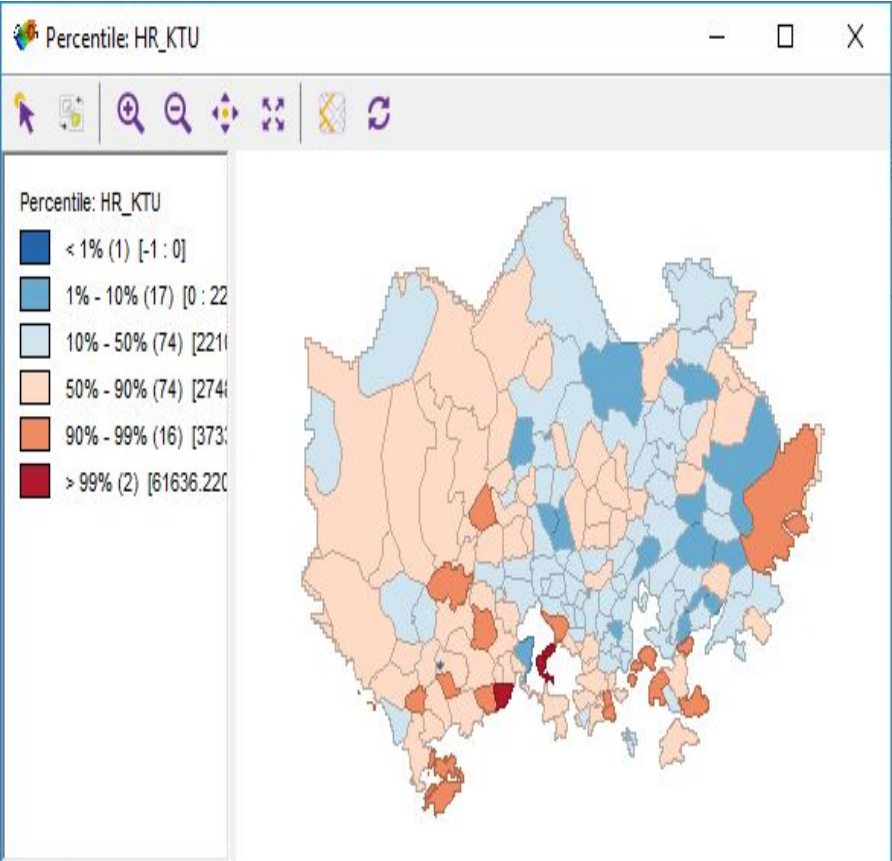 Percentile: HR_KTU
Percentile: HR_KTU
< 1% (1) [-1 : 0]
1% - 10% (17) [0 : 22
10% - 50% (74) [221
50% - 90% (74) [274
90% - 99% (16) [373
> 99% (2) [61636.220